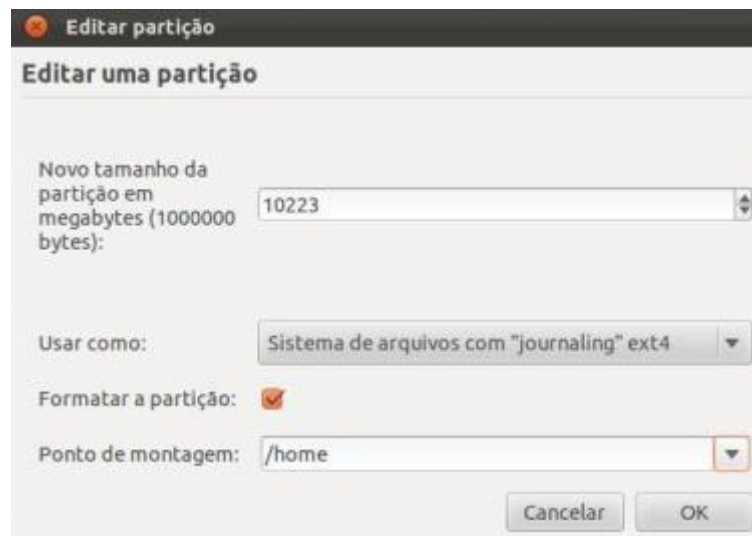 Editar partição
Editar uma partição
Novo tamanho da
partição em
megabytes (1000000
bytes):
10223
Usar como:
Sistema de arquivos com "journaling" ext4
Formatar a partição:
Ponto de montagem:
/home
Cancelar
OK